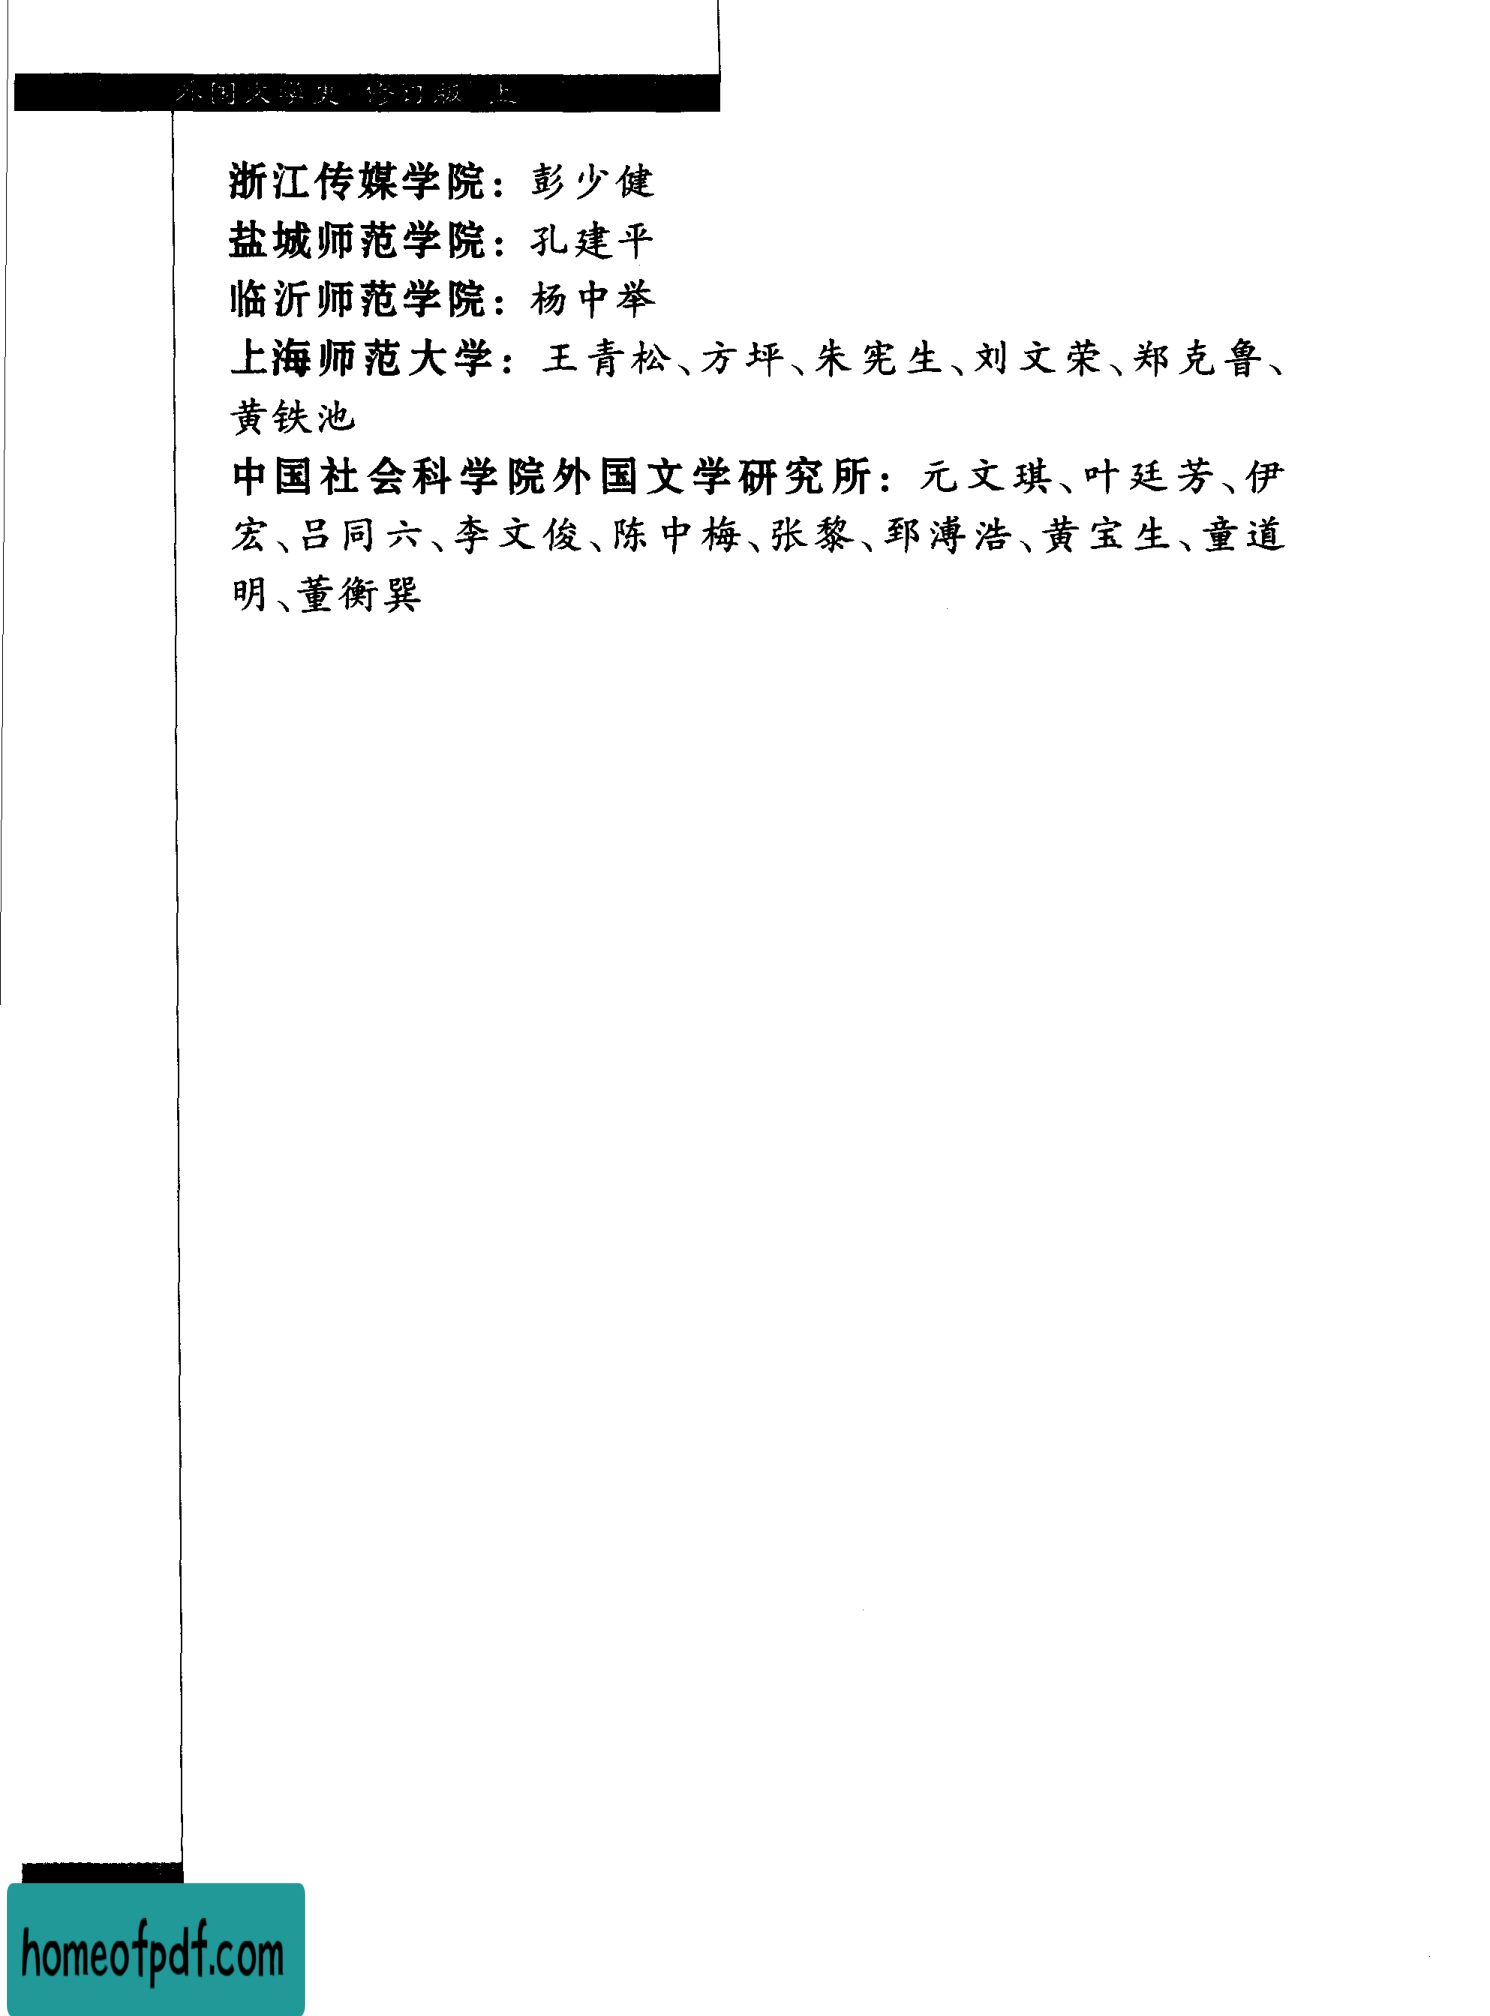 外国文学史 修订版 上
浙江传媒学院：彭少健
盐城师范学院：孔建平
临沂师范学院：杨中举
上海师范大学：王青松、方坪、朱宪生、刘文荣、郑克鲁、
黄铁池
中国社会科学院外国文学研究所：元文琪、叶廷芳、伊
宏、吕同六、李文俊、陈中梅、张黎、郅溥浩、黄宝生、童道
明、董衡巽
homeofpdf.com